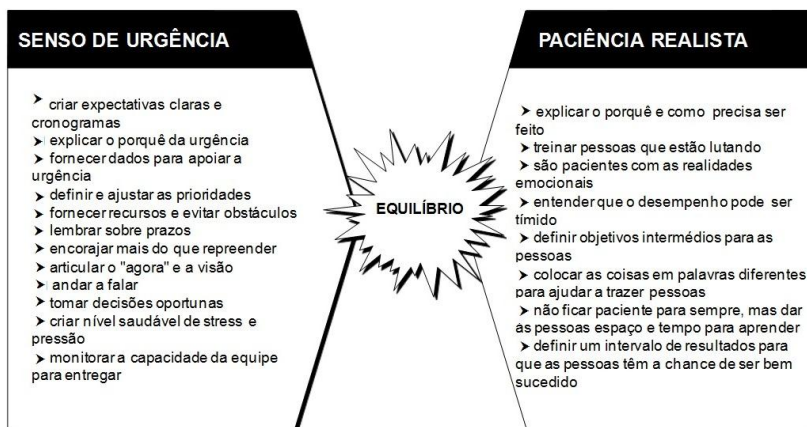 SENSO DE URGÊNCIA
➤ criar expectativas claras e
cronogramas
➤ explicar o porquê da urgência
➤ fornecer dados para apoiar a
urgência
➤ definir e ajustar as prioridades
➤ fornecer recursos e evitar obstáculos
➤ lembrar sobre prazos
➤ encorajar mais do que repreender
➤ articular o "agora" e a visão
➤ andar a falar
➤ tomar decisões oportunas
➤ criar nível saudável de stress e
pressão
➤ monitorar a capacidade da equipe
para entregar
EQUILÍBRIO
PACIÊNCIA REALISTA
➤ explicar o porquê e como precisa ser
feito
➤ treinar pessoas que estão lutando
➤ são pacientes com as realidades
emocionais
➤ entender que o desempenho pode ser
tímido
➤ definir objetivos intermédios para as
pessoas
➤ colocar as coisas em palavras diferentes
para ajudar a trazer pessoas
➤ não ficar paciente para sempre, mas dar
às pessoas espaço e tempo para aprender
➤ definir um intervalo de resultados para
que as pessoas têm a chance de ser bem
sucedido